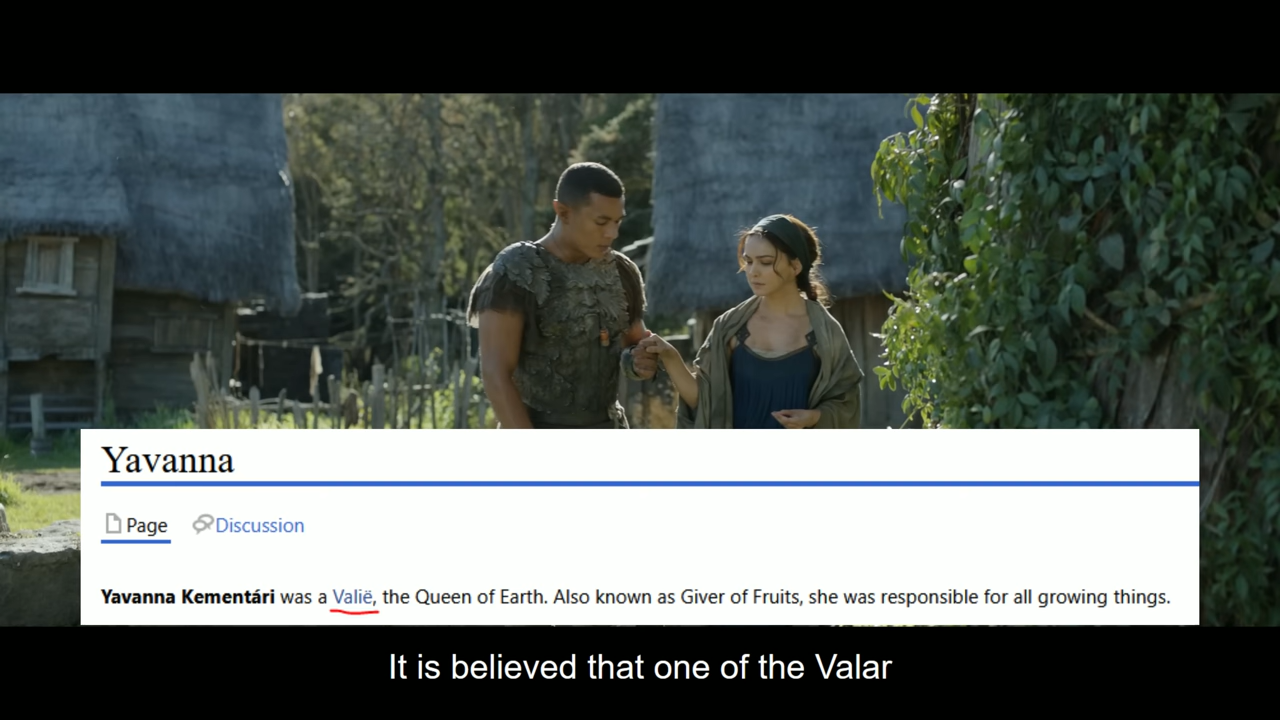 Yavanna
Page Discussion
Yavanna Kementári was a Valië, the Queen of Earth. Also known as Giver of Fruits, she was responsible for all growing things.
It is believed that one of the Valar